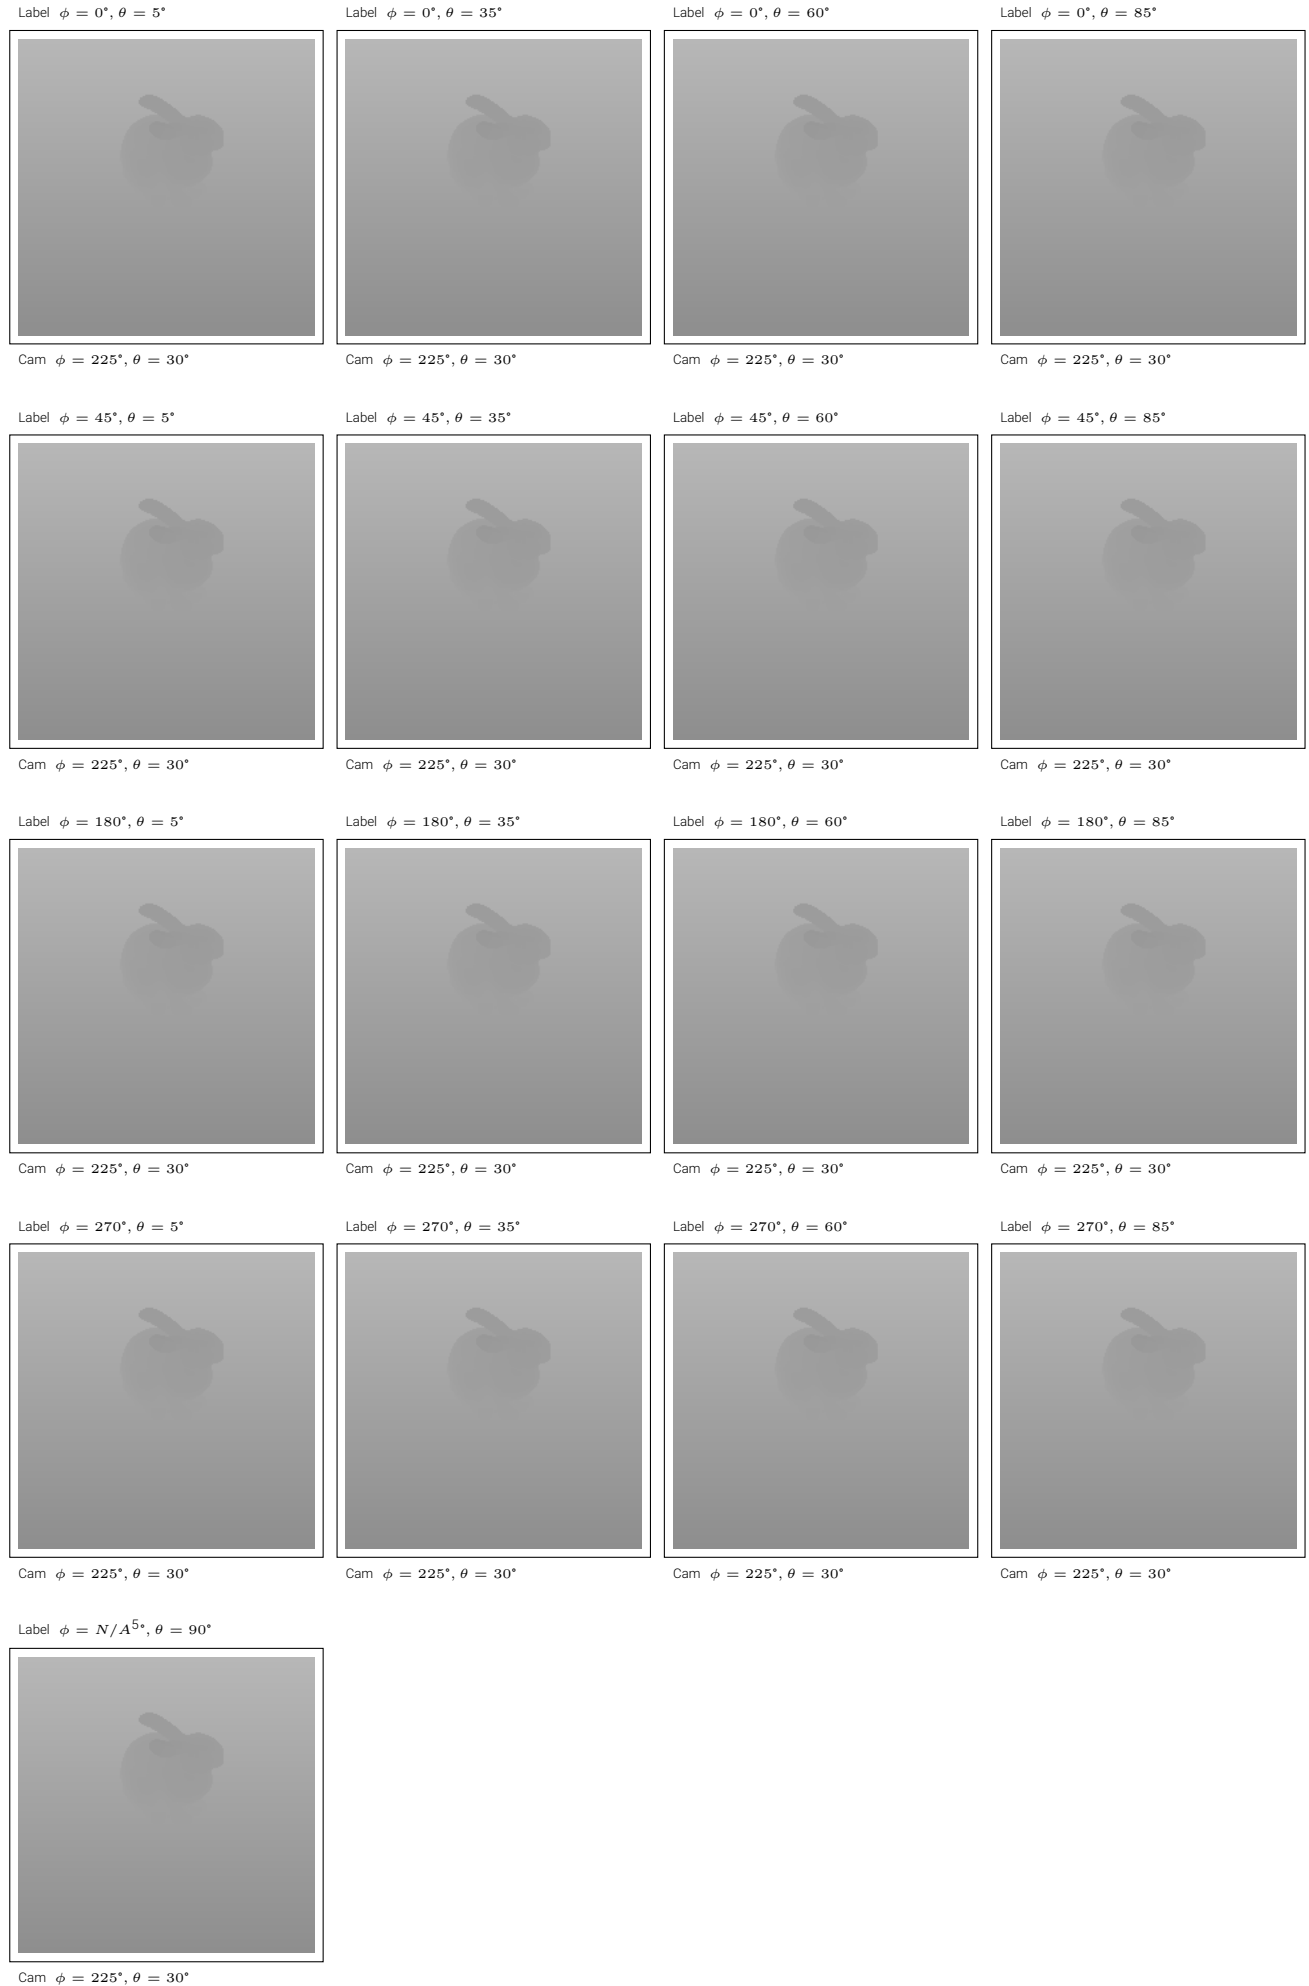 Label ϕ = 0°, θ = 5° Label ϕ = 0°, θ = 35° Label ϕ = 0°, θ = 60° Label ϕ = 0°, θ = 85°
Cam ϕ = 225°, θ = 30° Cam ϕ = 225°, θ = 30° Cam ϕ = 225°, θ = 30° Cam ϕ = 225°, θ = 30°
Label ϕ = 45°, θ = 5° Label ϕ = 45°, θ = 35° Label ϕ = 45°, θ = 60° Label ϕ = 45°, θ = 85°
Cam ϕ = 225°, θ = 30° Cam ϕ = 225°, θ = 30° Cam ϕ = 225°, θ = 30° Cam ϕ = 225°, θ = 30°
Label ϕ = 180°, θ = 5° Label ϕ = 180°, θ = 35° Label ϕ = 180°, θ = 60° Label ϕ = 180°, θ = 85°
Cam ϕ = 225°, θ = 30° Cam ϕ = 225°, θ = 30° Cam ϕ = 225°, θ = 30° Cam ϕ = 225°, θ = 30°
Label ϕ = 270°, θ = 5° Label ϕ = 270°, θ = 35° Label ϕ = 270°, θ = 60° Label ϕ = 270°, θ = 85°
Cam ϕ = 225°, θ = 30° Cam ϕ = 225°, θ = 30° Cam ϕ = 225°, θ = 30° Cam ϕ = 225°, θ = 30°
Label ϕ = N/A⁵°, θ = 90°
Cam ϕ = 225°, θ = 30°